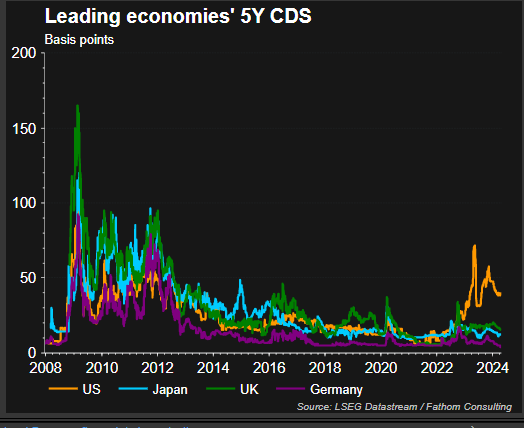 Leading economies' 5Y CDS
Basis points
200
150
100
50
0
2008 2010 2012 2014 2016 2018 2020 2022 2024
US Japan UK Germany
Source: LSEG Datastream / Fathom Consulting